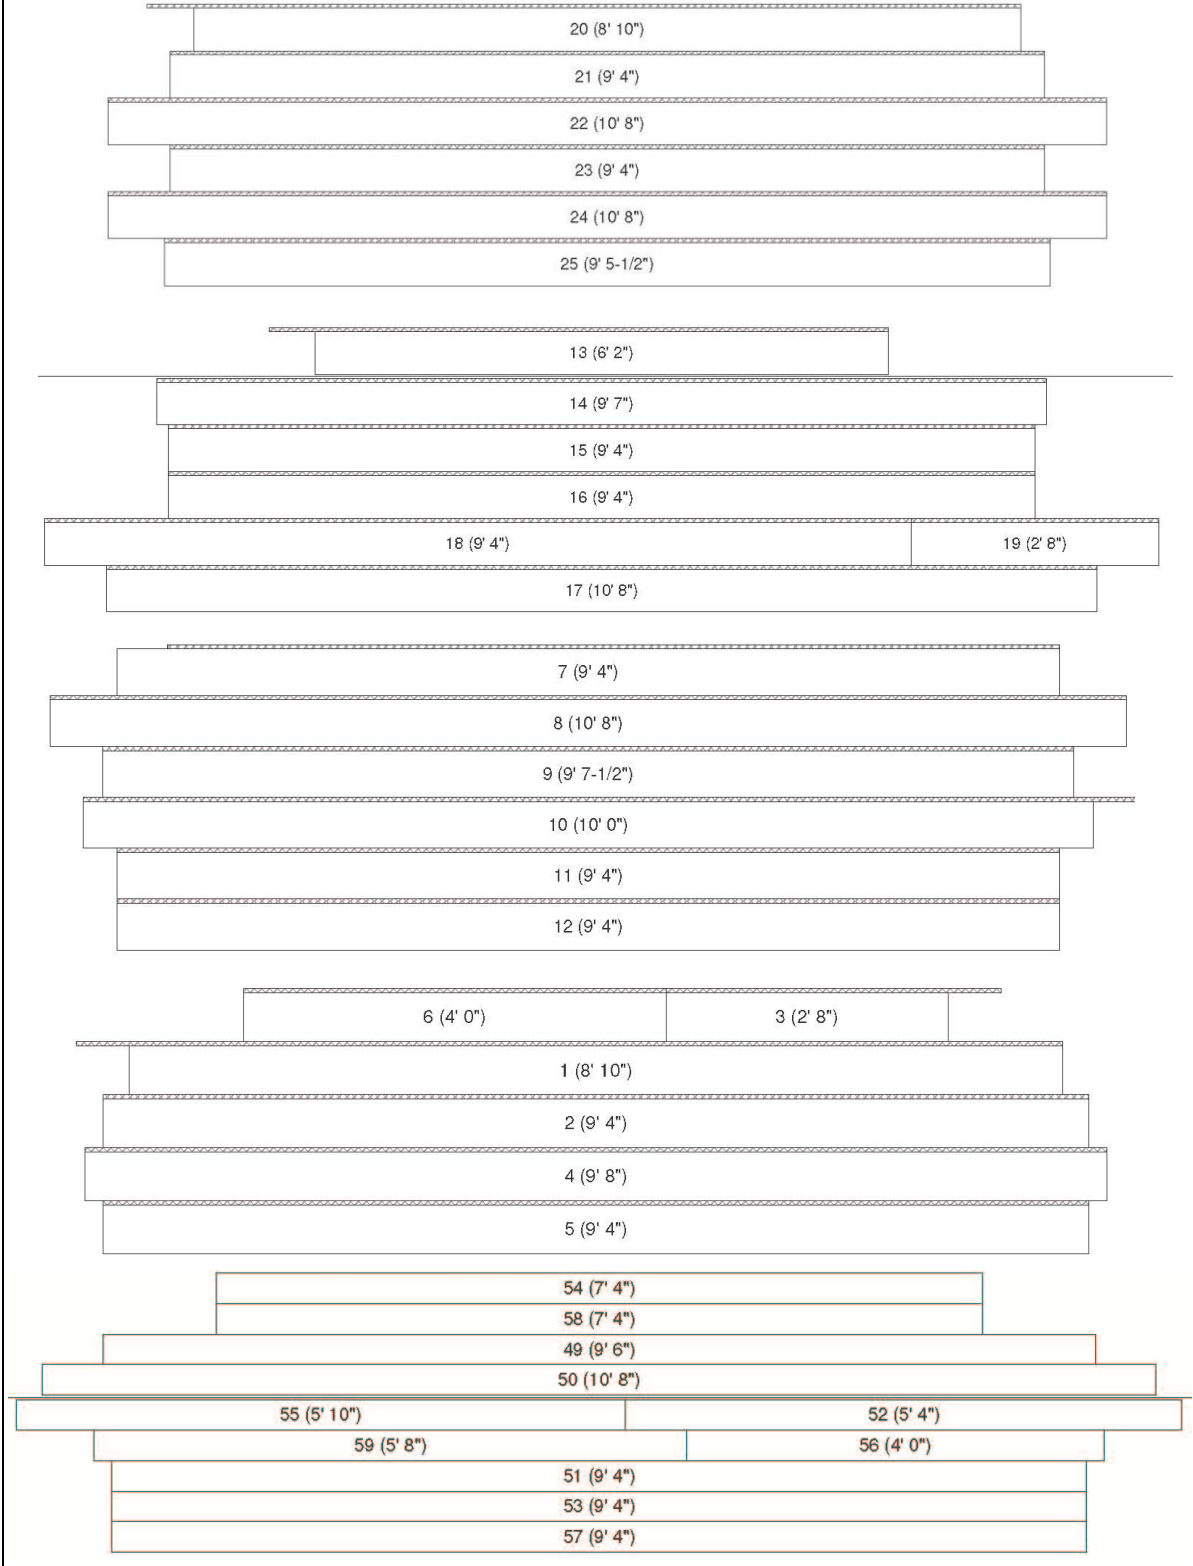 20 (8' 10")
21 (9' 4")
22 (10' 8")
23 (9' 4")
24 (10' 8")
25 (9' 5-1/2")
13 (6' 2")
14 (9' 7")
15 (9' 4")
16 (9' 4")
18 (9' 4") 19 (2' 8")
17 (10' 8")
7 (9' 4")
8 (10' 8")
9 (9' 7-1/2")
10 (10' 0")
11 (9' 4")
12 (9' 4")
6 (4' 0") 3 (2' 8")
1 (8' 10")
2 (9' 4")
4 (9' 8")
5 (9' 4")
54 (7' 4")
58 (7' 4")
49 (9' 6")
50 (10' 8")
55 (5' 10") 52 (5' 4")
59 (5' 8") 56 (4' 0")
51 (9' 4")
53 (9' 4")
57 (9' 4")